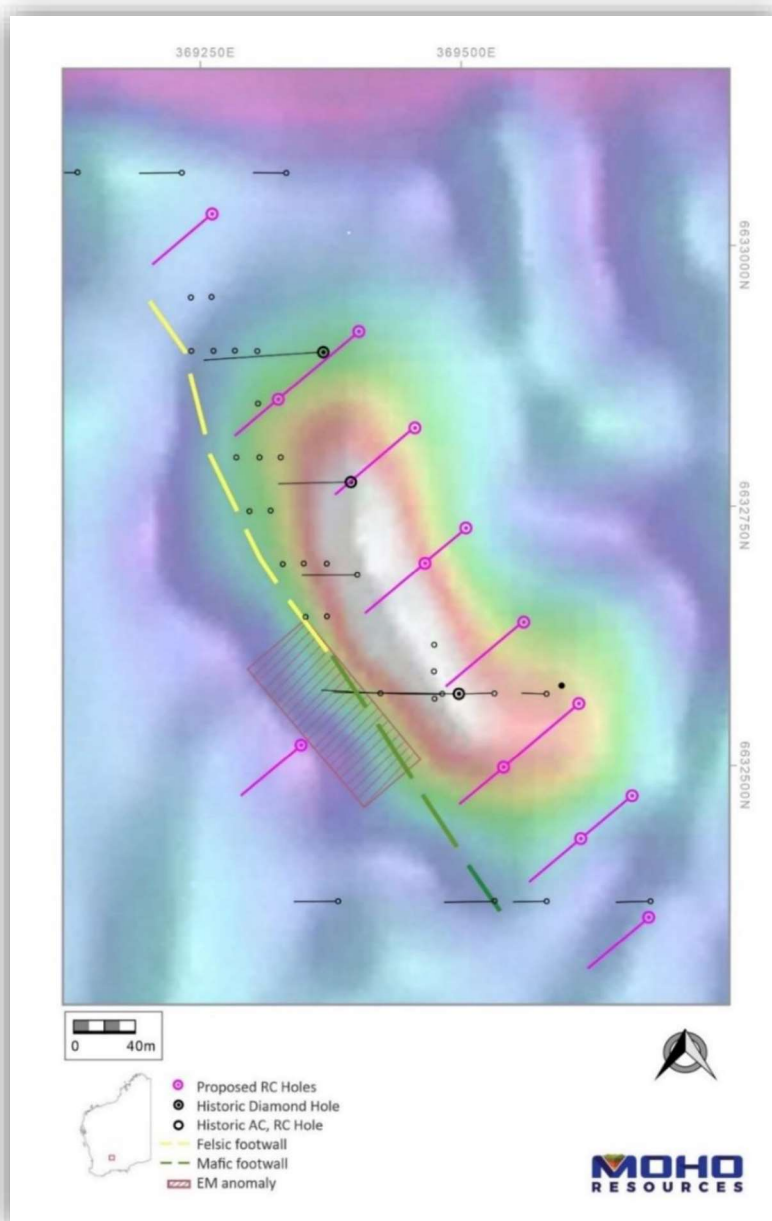 369250E 369500E
6633000N
6632750N
6632500N
0 40m
Proposed RC Holes
Historic Diamond Hole
Historic AC, RC Hole
Felsic footwall
Mafic footwall
EM anomaly
MOHO
RESOURCES